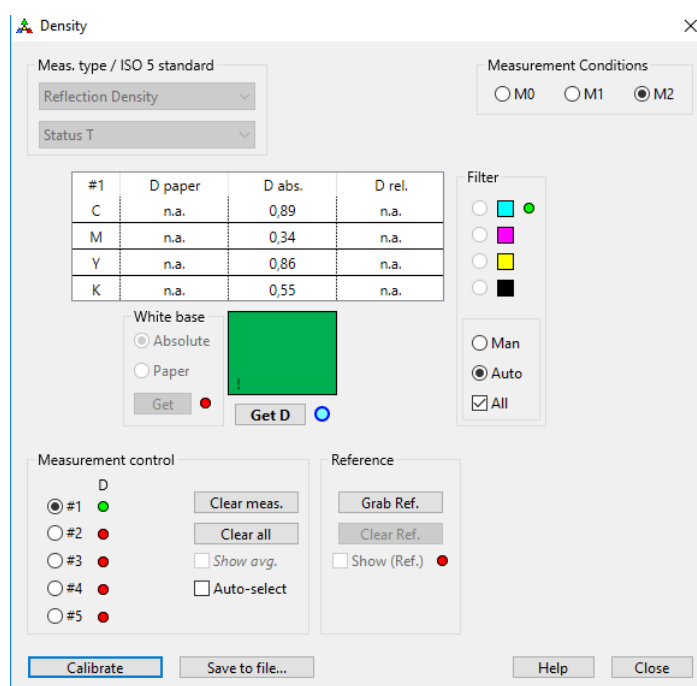 Density
Meas. type / ISO 5 standard
Reflection Density
Status T
Measurement Conditions
M0 M1 M2
#1 D paper D abs. D rel.
C n.a. 0,89 n.a.
M n.a. 0,34 n.a.
Y n.a. 0,86 n.a.
K n.a. 0,55 n.a.
Filter
Man
Auto
All
White base
Absolute
Paper
Get
!
Get D
Measurement control
D
#1
#2
#3
#4
#5
Clear meas.
Clear all
Show avg.
Auto-select
Reference
Grab Ref.
Clear Ref.
Show (Ref.)
Calibrate Save to file... Help Close